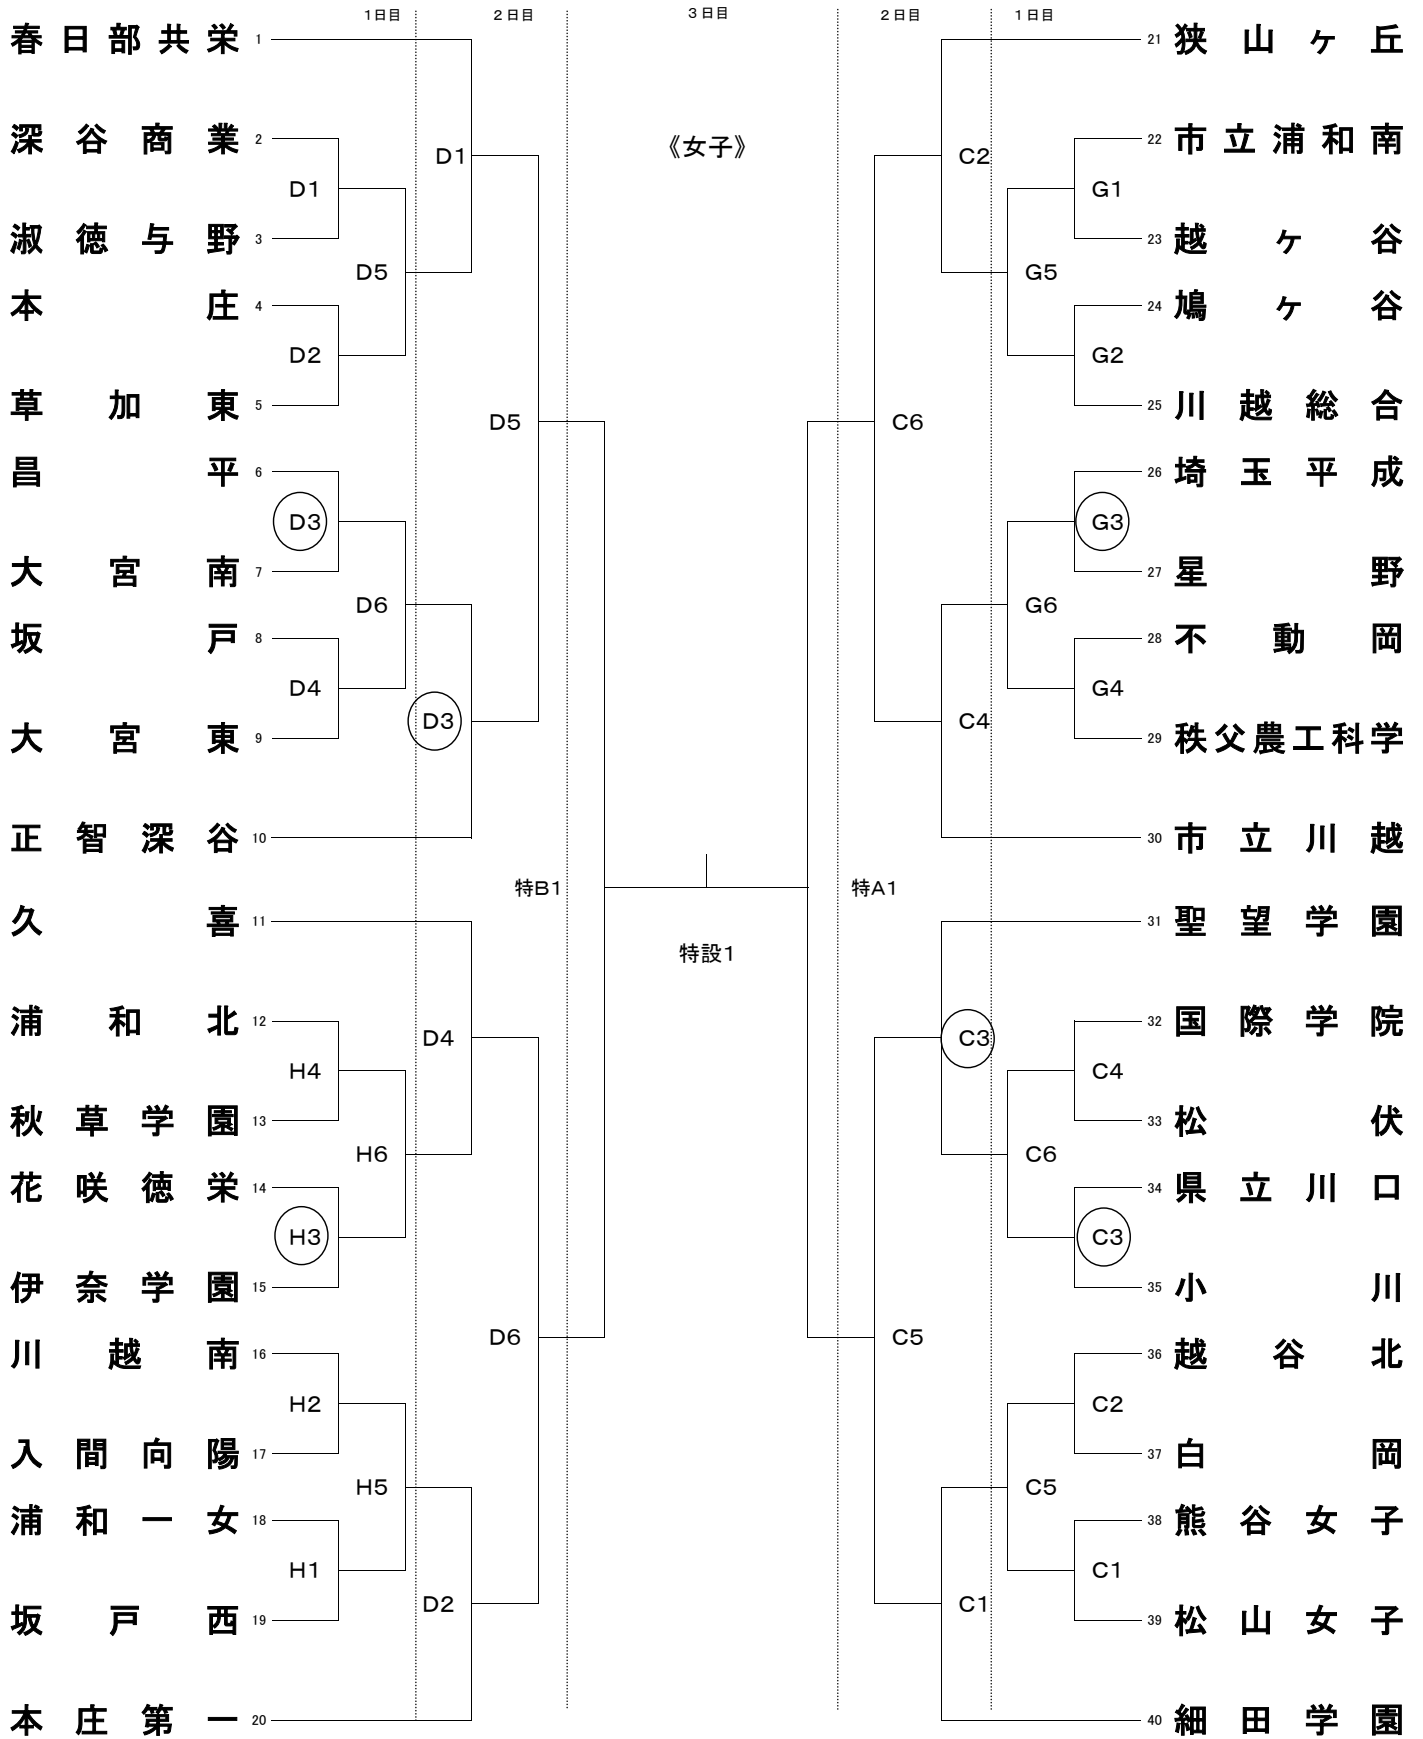 1日目 2日目 3日目 2日目 1日目
春日部共栄 1 21 狭山ヶ丘
深谷商業 2 22 市立浦和南
《女子》
D1 C2
D1 G1
淑徳与野 3 23 越ヶ谷
D5 G5
本庄 4 24 鳩ヶ谷
D2 G2
草加東 5 25 川越総合
D5 C6
昌平 6 26 埼玉平成
D3 G3
大宮南 7 27 星野
D6 G6
坂戸 8 28 不動岡
D4 G4
D3 C4
大宮東 9 29 秩父農工科学
正智深谷 10 30 市立川越
特B1 特A1
久喜 11 31 聖望学園
特設1
浦和北 12 32 国際学院
D4 C3
H4 C4
秋草学園 13 33 松伏
H6 C6
花咲徳栄 14 34 県立川口
H3 C3
伊奈学園 15 35 小川
D6 C5
川越南 16 36 越谷北
H2 C2
入間向陽 17 37 白岡
H5 C5
浦和一女 18 38 熊谷女子
H1 C1
D2 C1
坂戸西 19 39 松山女子
本庄第一 20 40 細田学園